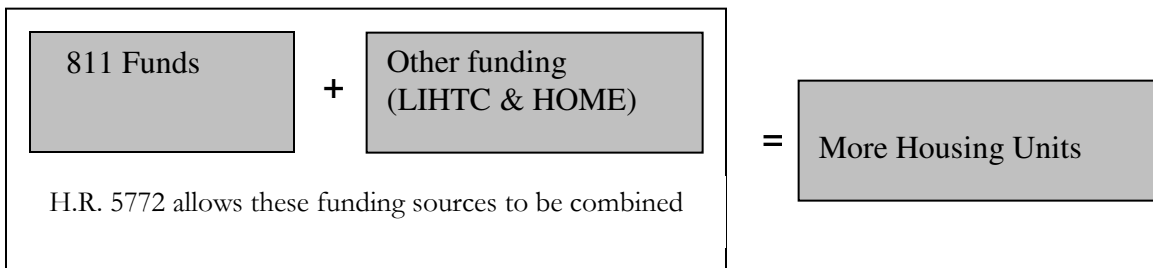 811 Funds
+
Other funding
(LIHTC & HOME)
=
More Housing Units
H.R. 5772 allows these funding sources to be combined